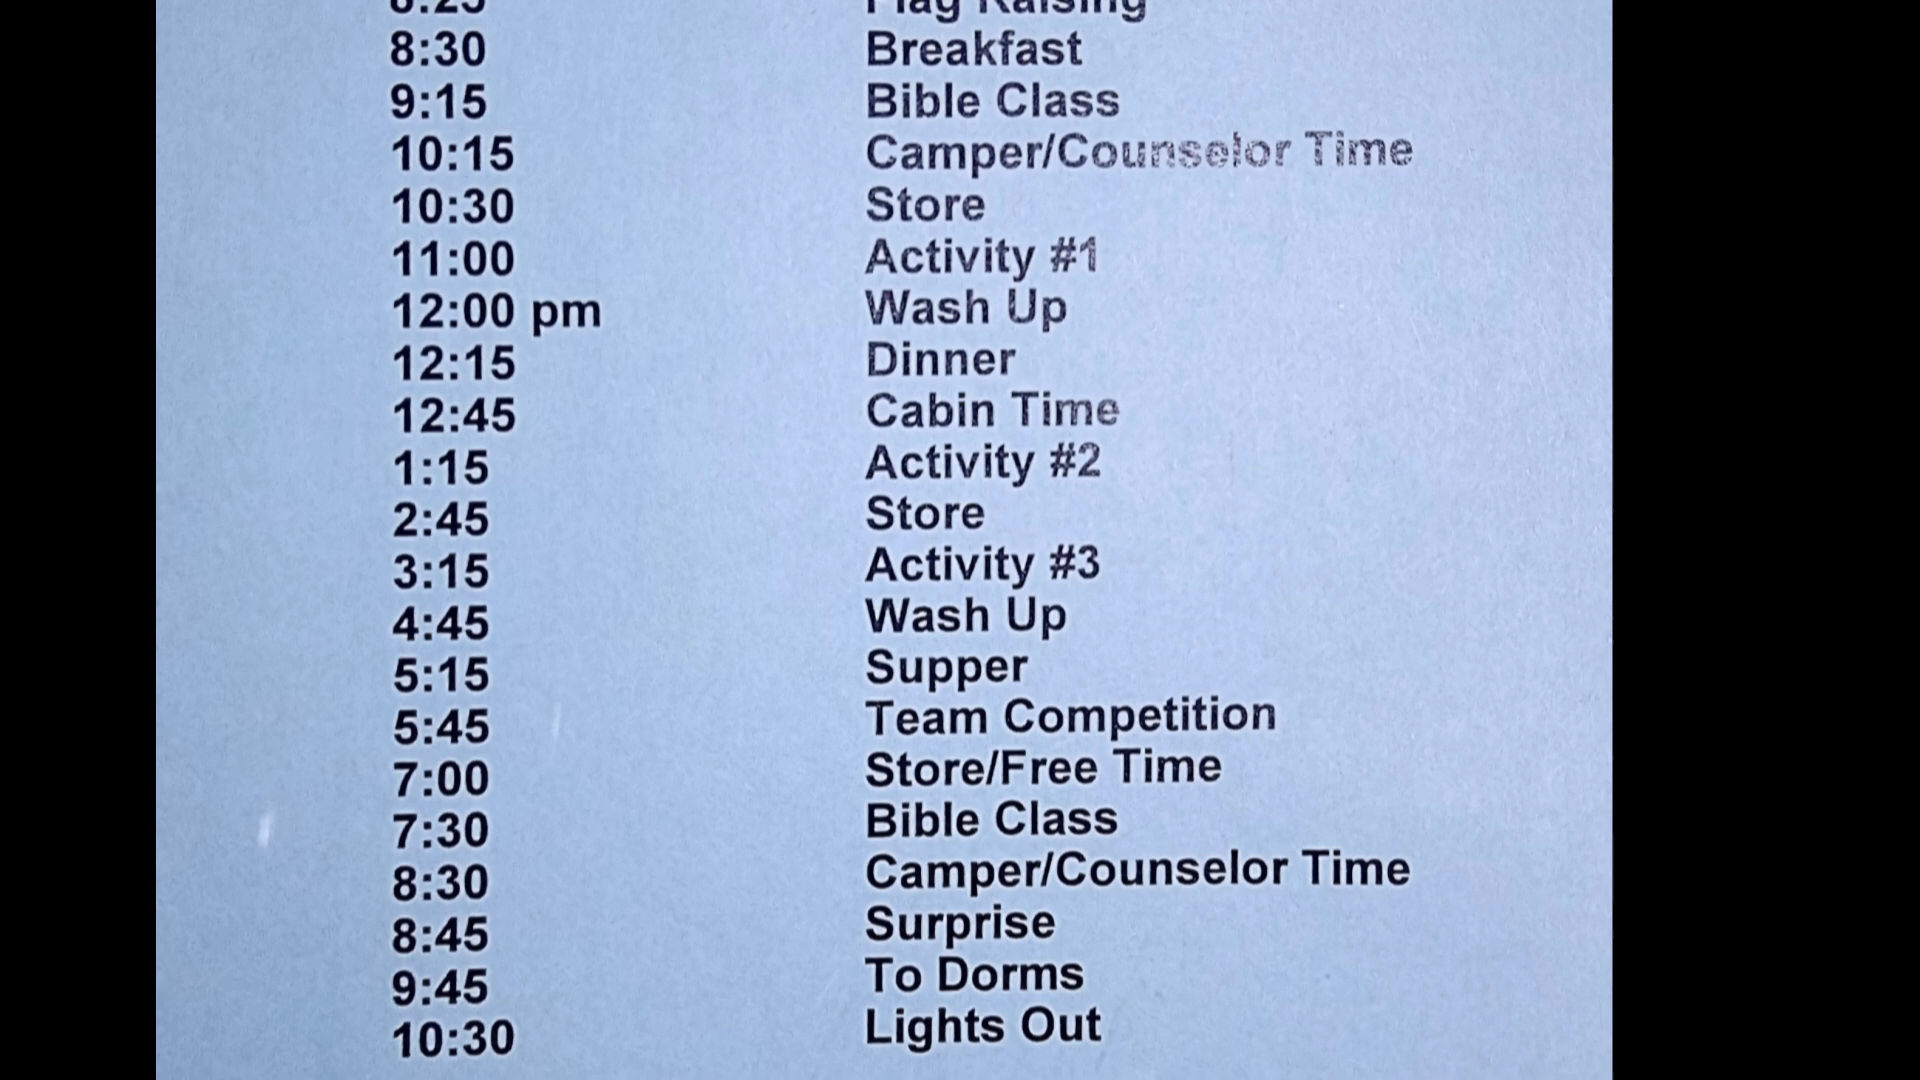 8:25 Flag Raising
8:30 Breakfast
9:15 Bible Class
10:15 Camper/Counselor Time
10:30 Store
11:00 Activity #1
12:00 pm Wash Up
12:15 Dinner
12:45 Cabin Time
1:15 Activity #2
2:45 Store
3:15 Activity #3
4:45 Wash Up
5:15 Supper
5:45 Team Competition
7:00 Store/Free Time
7:30 Bible Class
8:30 Camper/Counselor Time
8:45 Surprise
9:45 To Dorms
10:30 Lights Out